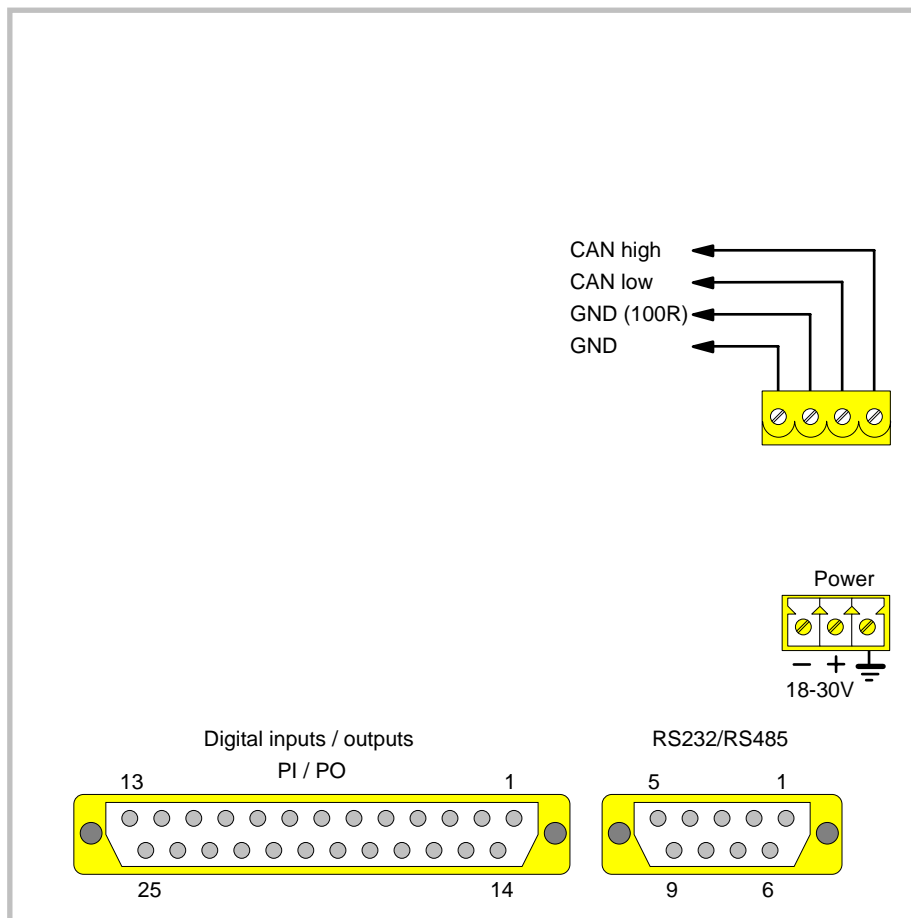 CAN high
CAN low
GND (100R)
GND
Power
– +
18-30V
Digital inputs / outputs
PI / PO
13 1
25 14
RS232/RS485
5 1
9 6